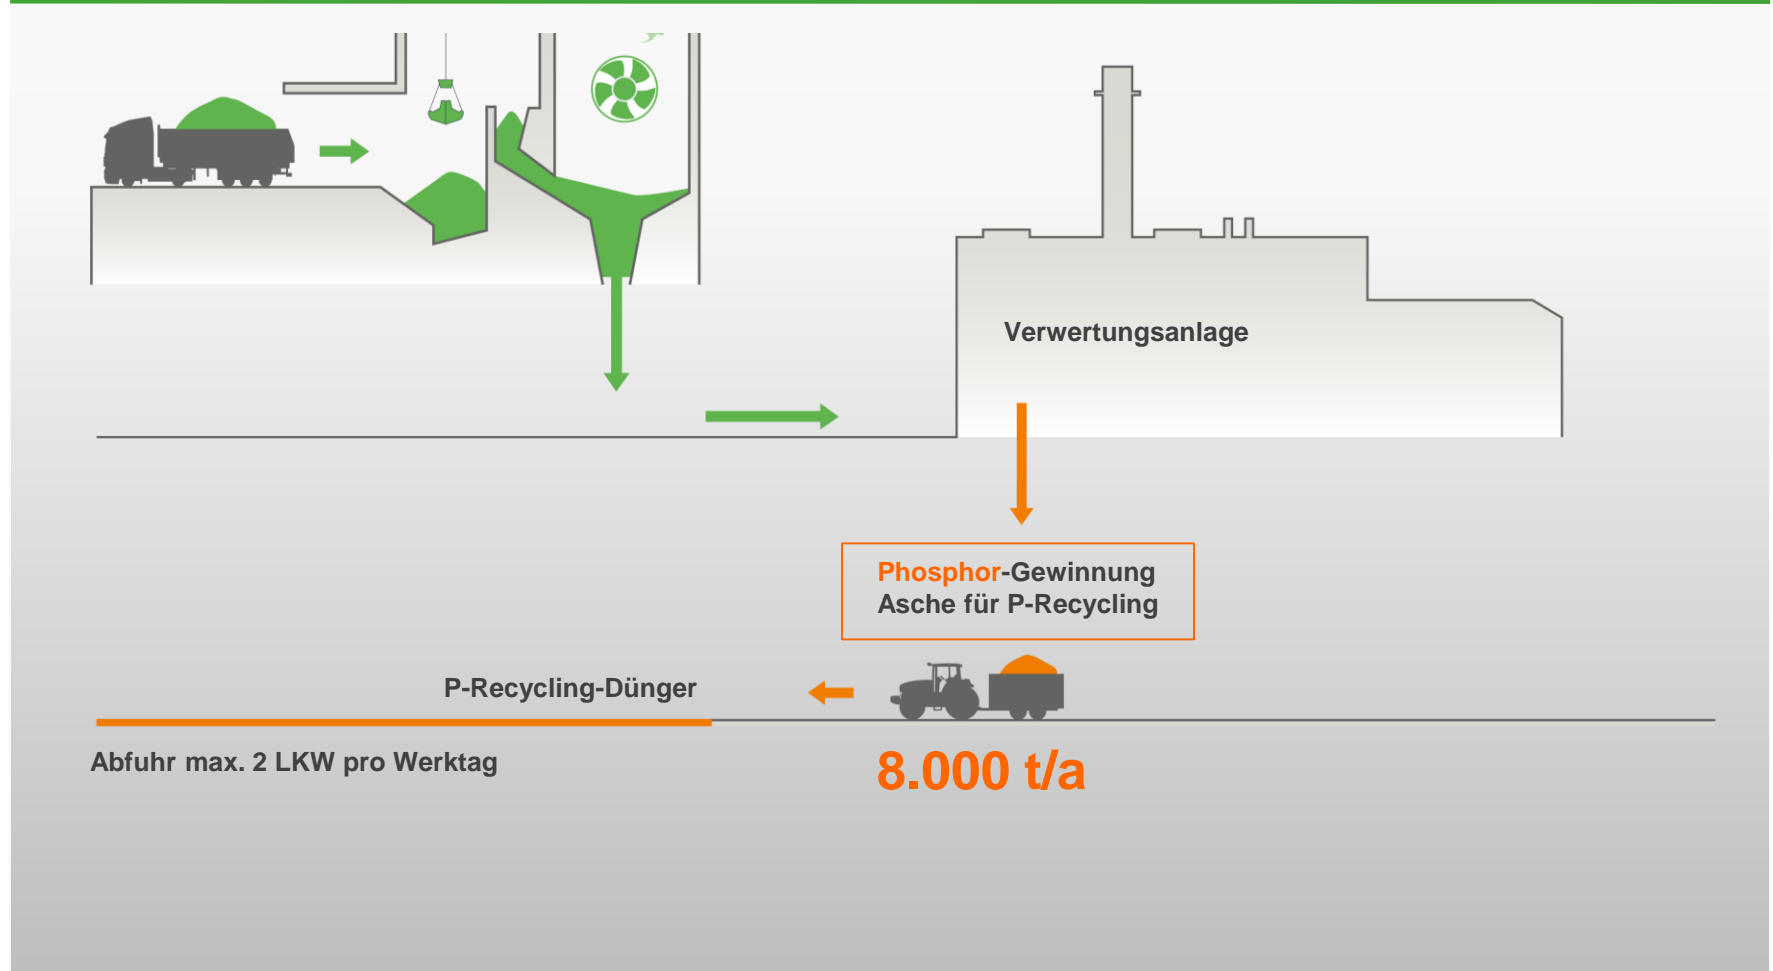 Verwertungsanlage
Phosphor-Gewinnung
Asche für P-Recycling
P-Recycling-Dünger
Abfuhr max. 2 LKW pro Werktag
8.000 t/a